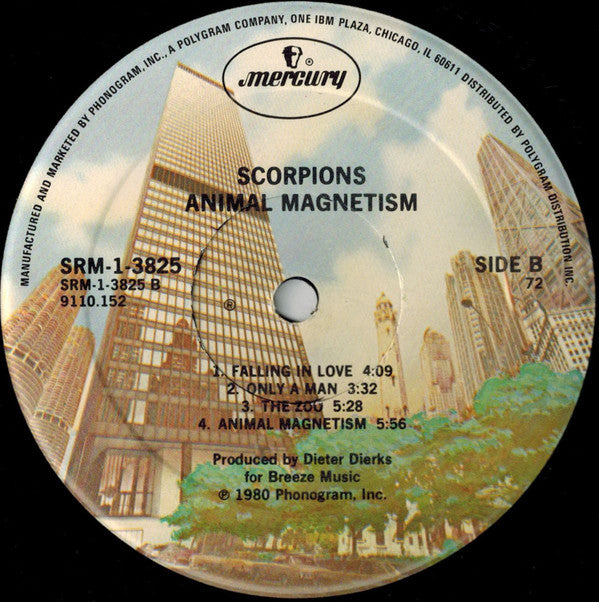 MANUFACTURED AND MARKETED BY PHONOGRAM, INC., A POLYGRAM COMPANY, ONE IBM PLAZA, CHICAGO, IL 60611 DISTRIBUTED BY POLYGRAM DISTRIBUTION INC.
mercury ®
SCORPIONS
ANIMAL MAGNETISM
SRM-1-3825
SRM-1-3825 B
9110.152
SIDE B
72
®
1. FALLING IN LOVE 4:09
2. ONLY A MAN 3:32
3. THE ZOO 5:28
4. ANIMAL MAGNETISM 5:56
Produced by Dieter Dierks
for Breeze Music
℗ 1980 Phonogram, Inc.